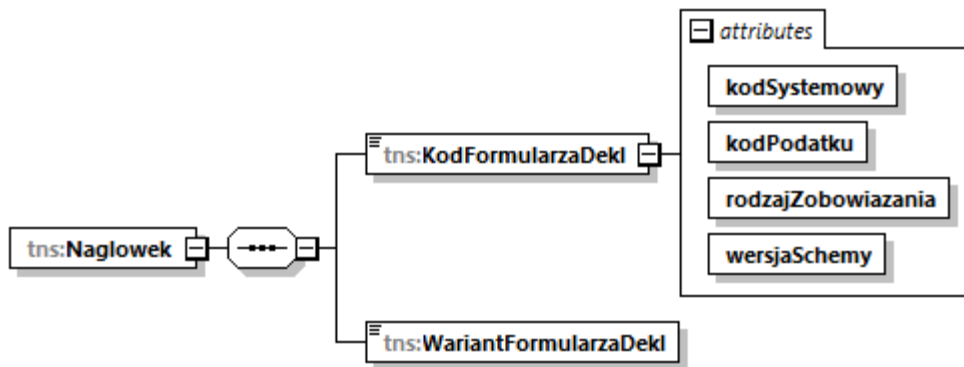 attributes
kodSystemowy
kodPodatku
tns:KodFormularzaDekl
rodzajZobowiazania
tns:Naglowek
wersjaSchemy
tns:WariantFormularzaDekl